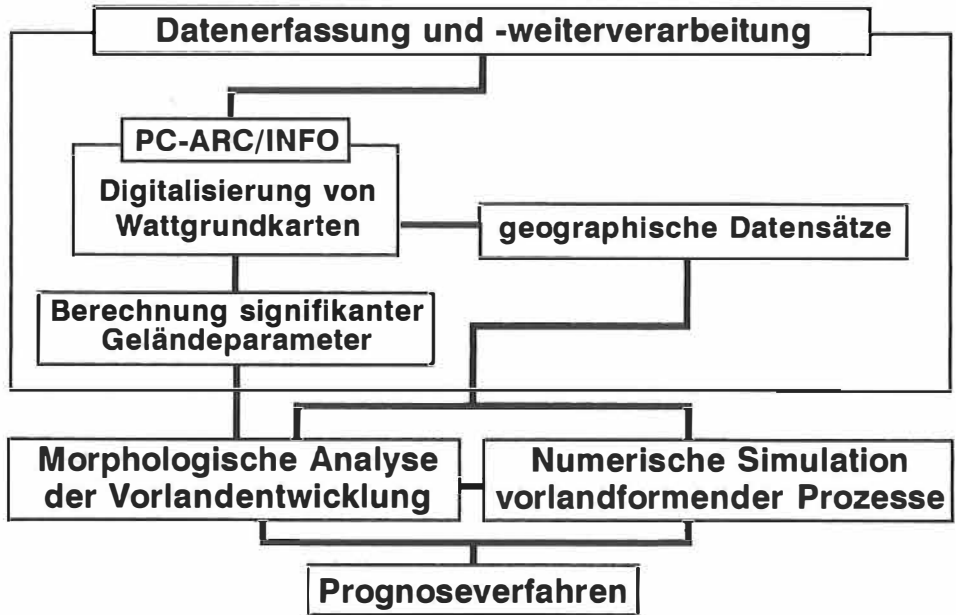 Datenerfassung und -weiterverarbeitung
PC-ARC/INFO
Digitalisierung von
Wattgrundkarten
geographische Datensätze
Berechnung signifikanter
Geländeparameter
Morphologische Analyse
der Vorlandentwicklung
Numerische Simulation
vorlandformender Prozesse
Prognoseverfahren